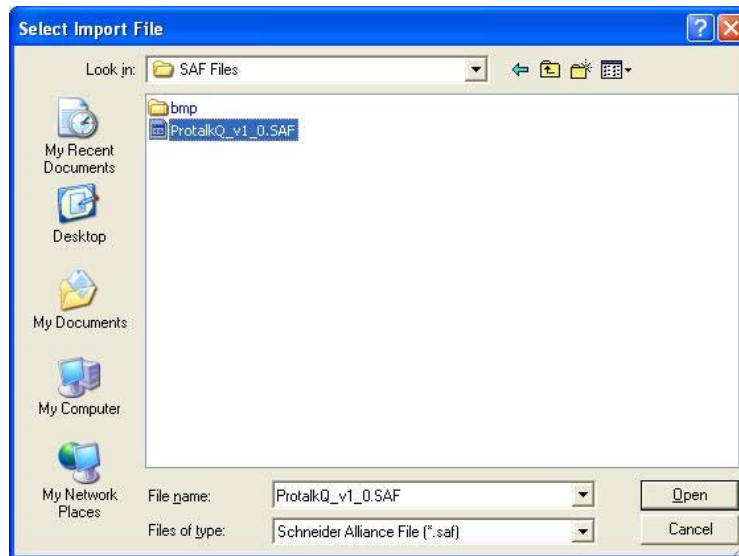 Select Import File
Look in: SAF Files
bmp
ProtalkQ_v1_0.SAF
My Recent
Documents
Desktop
My Documents
My Computer
My Network
Places
File name: ProtalkQ_v1_0.SAF Open
Files of type: Schneider Alliance File (*.saf) Cancel